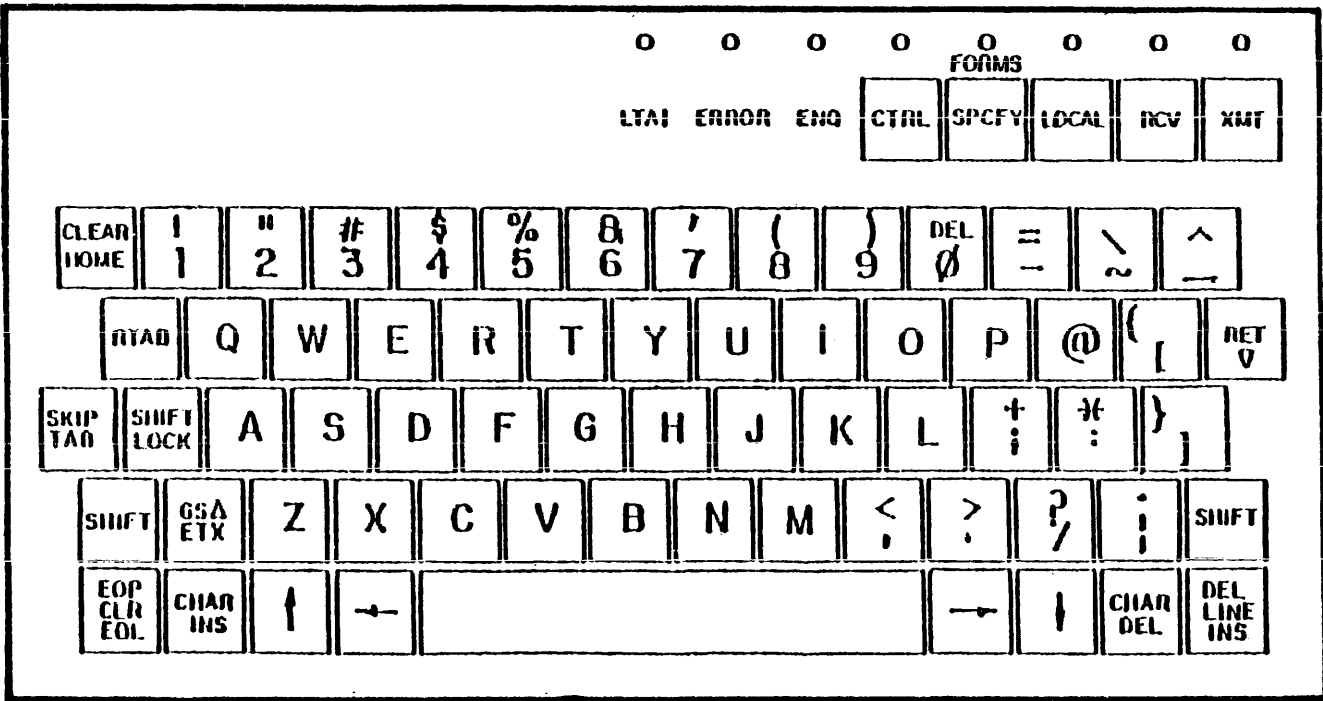 O O O O O O O O
FORMS
LTAI ERROR ENQ CTRL SPCFY LOCAL RCV XMT
! " # $ % & ' ( ) DEL = \ ^
CLEAR HOME 1 2 3 4 5 6 7 8 9 Ø - ~ _
RTAB Q W E R T Y U I O P @ { [ RET
SKIP TAB SHIFT LOCK A S D F G H J K L + ; * : } ]
SHIFT GSΔ ETX Z X C V B N M < , > . ? / SHIFT
EOP CLR EOL CHAR INS ↑ ← → ↓ CHAR DEL DEL LINE INS